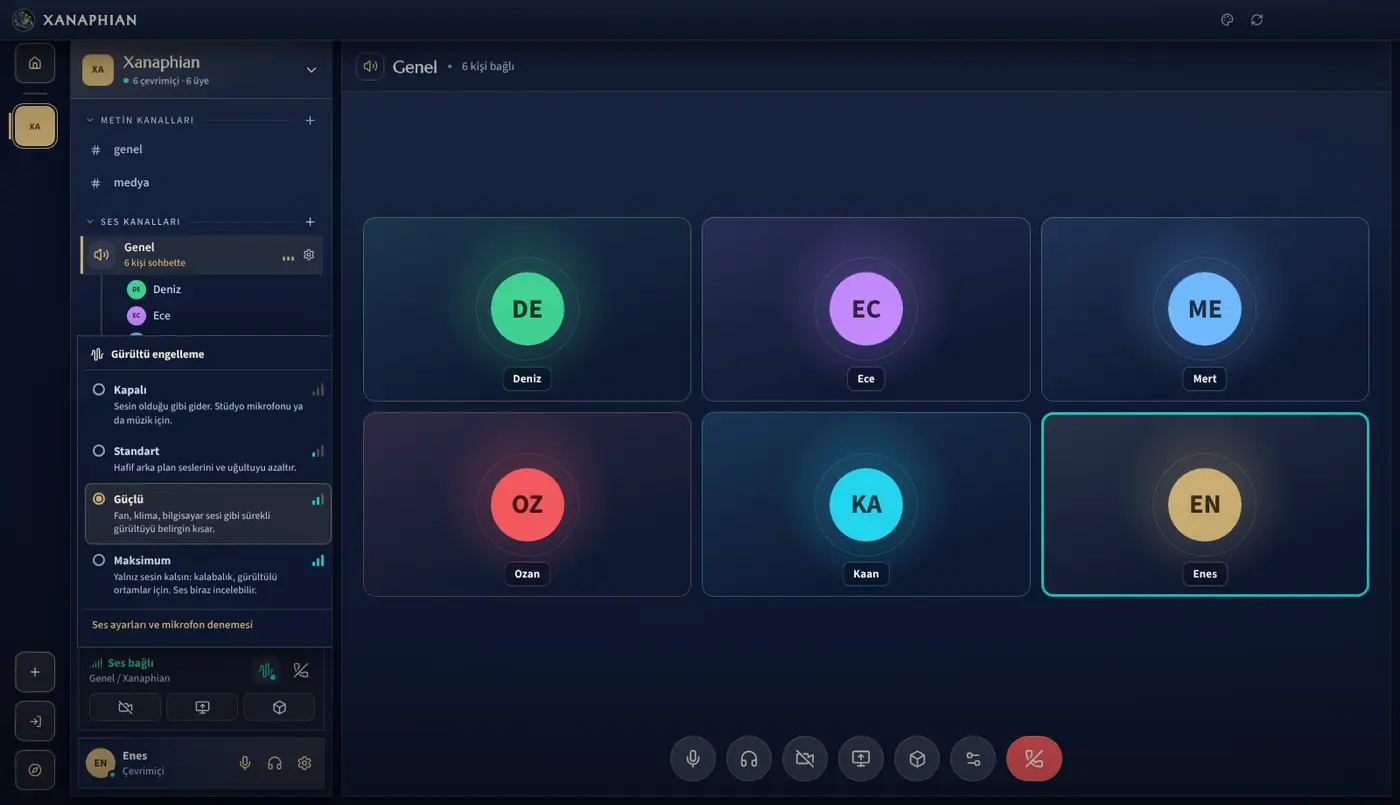 XANAPHIAN
XA
Xanaphian
6 çevrimiçi · 6 üye
XA
METİN KANALLARI
# genel
# medya
SES KANALLARI
Genel
6 kişi sohbette
DE Deniz
EC Ece
Gürültü engelleme
Kapalı
Sesin olduğu gibi gider. Stüdyo mikrofonu ya
da müzik için.
Standart
Hafif arka plan seslerini ve uğultuyu azaltır.
Güçlü
Fan, klima, bilgisayar sesi gibi sürekli
gürültüyü belirgin kısar.
Maksimum
Yalnız sesin kalsın: kalabalık, gürültülü
ortamlar için. Ses biraz incelebilir.
Ses ayarları ve mikrofon denemesi
Ses bağlı
Genel / Xanaphian
EN
Enes
Çevrimiçi
Genel • 6 kişi bağlı
DE
Deniz
EC
Ece
ME
Mert
OZ
Ozan
KA
Kaan
EN
Enes